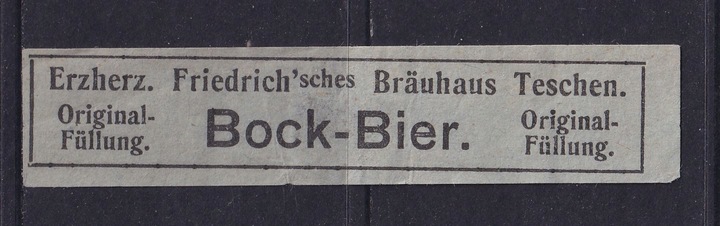 Erzherz. Friedrich'sches Bräuhaus Teschen.
Original-
Füllung.
Bock-Bier.
Original-
Füllung.